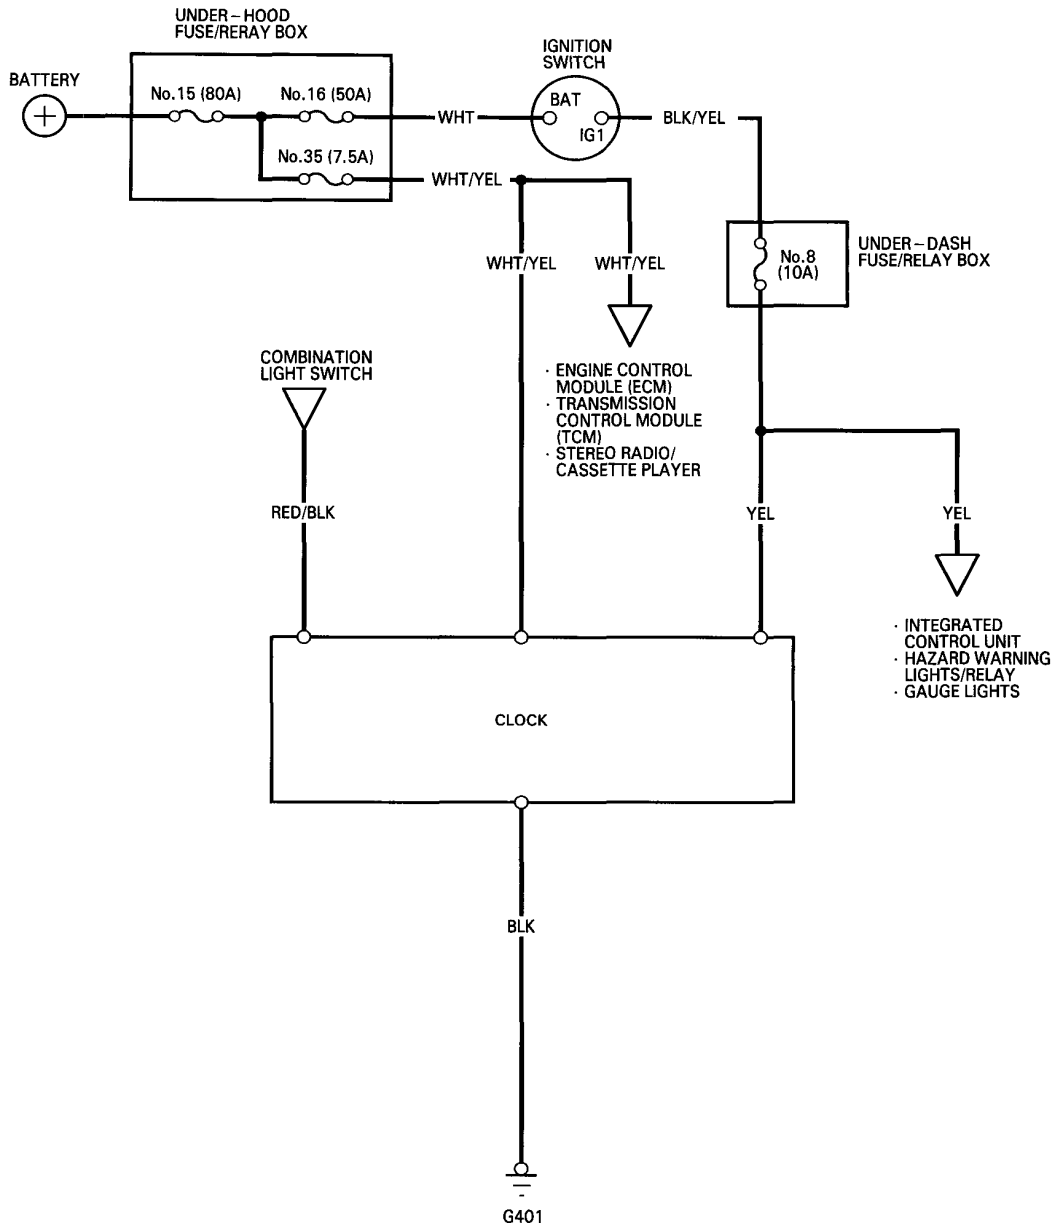 UNDER-HOOD
FUSE/RERAY BOX
BATTERY
+
No.15 (80A)
No.16 (50A)
No.35 (7.5A)
WHT
IGNITION
SWITCH
BAT
IG1
BLK/YEL
WHT/YEL
WHT/YEL
WHT/YEL
UNDER-DASH
FUSE/RELAY BOX
No.8
(10A)
COMBINATION
LIGHT SWITCH
· ENGINE CONTROL
MODULE (ECM)
· TRANSMISSION
CONTROL MODULE
(TCM)
· STEREO RADIO/
CASSETTE PLAYER
RED/BLK
YEL
YEL
· INTEGRATED
CONTROL UNIT
· HAZARD WARNING
LIGHTS/RELAY
· GAUGE LIGHTS
CLOCK
BLK
G401